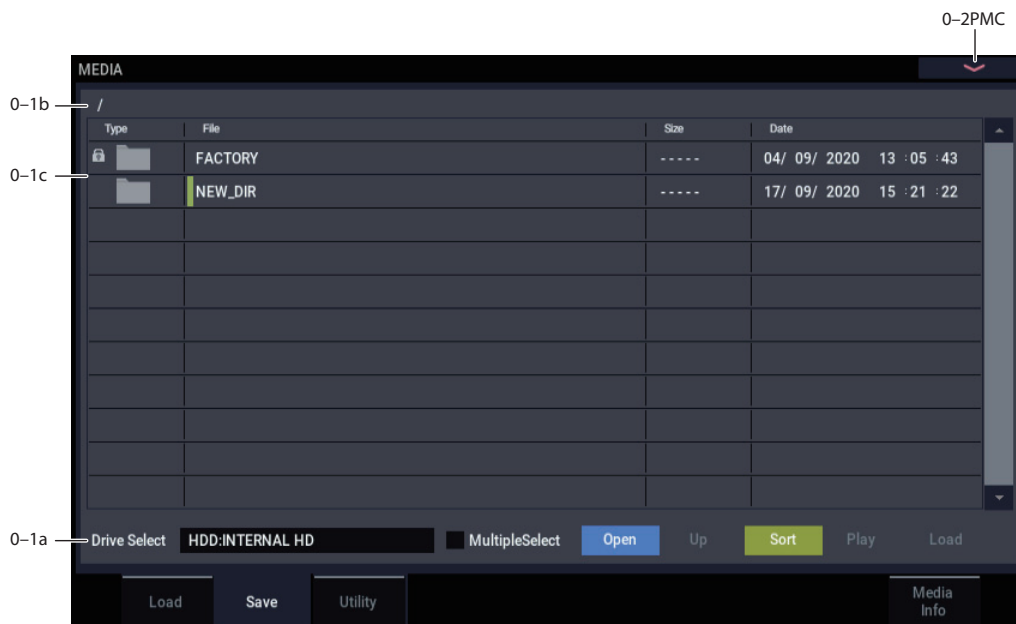 0–2PMC
MEDIA
0–1b
/
Type File Size Date
FACTORY ----- 04/ 09/ 2020 13 :05 :43
0–1c
NEW_DIR ----- 17/ 09/ 2020 15 :21 :22
0–1a
Drive Select HDD:INTERNAL HD MultipleSelect Open Up Sort Play Load
Load Save Utility Media
Info